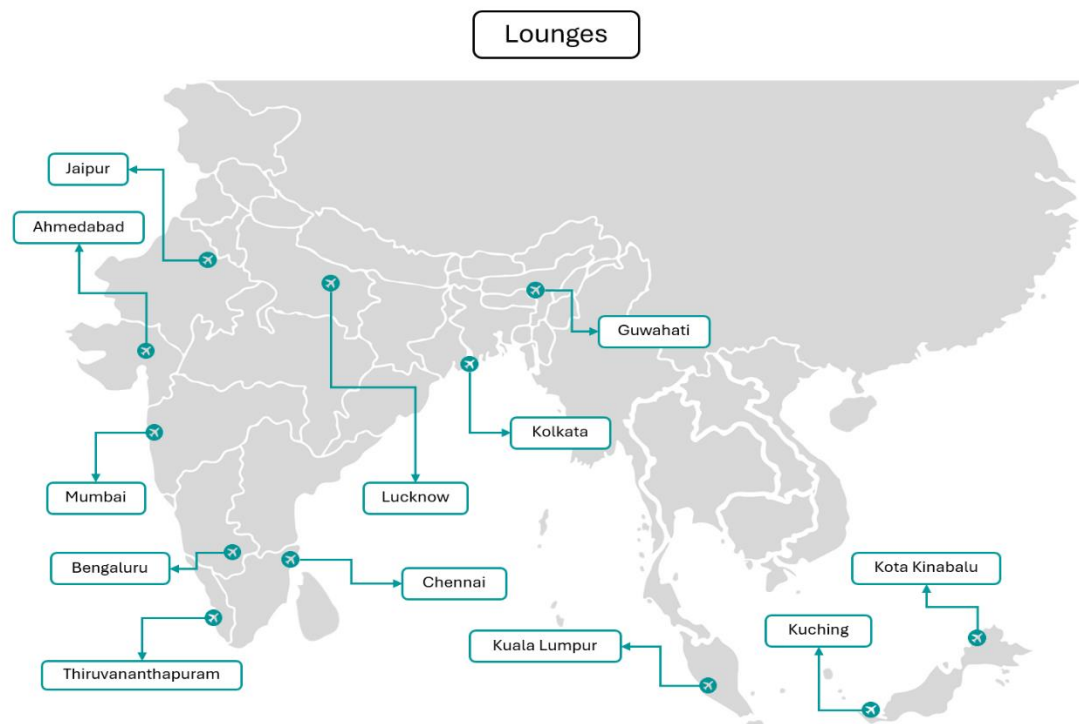 Lounges
Jaipur
Ahmedabad
Guwahati
Kolkata
Mumbai
Lucknow
Bengaluru
Chennai
Kota Kinabalu
Kuching
Kuala Lumpur
Thiruvananthapuram